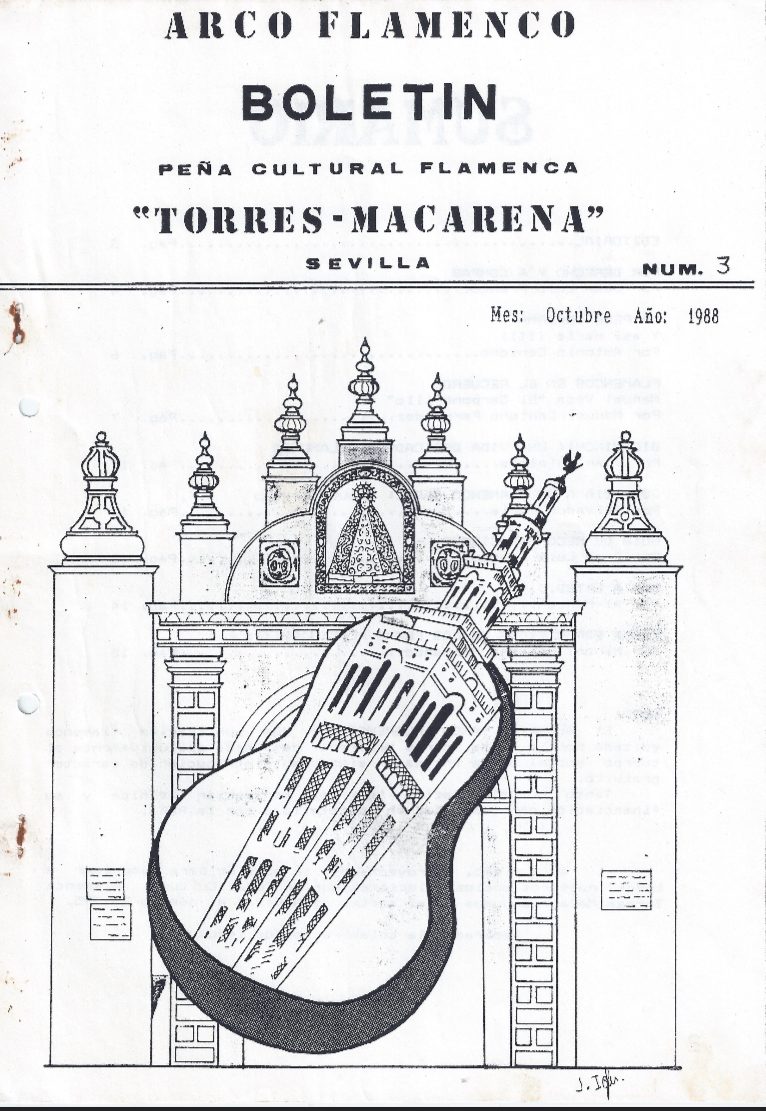 ARCO FLAMENCO
BOLETIN
PEÑA CULTURAL FLAMENCA
"TORRES-MACARENA"
SEVILLA
NUM. 3
Mes: Octubre Año: 1988